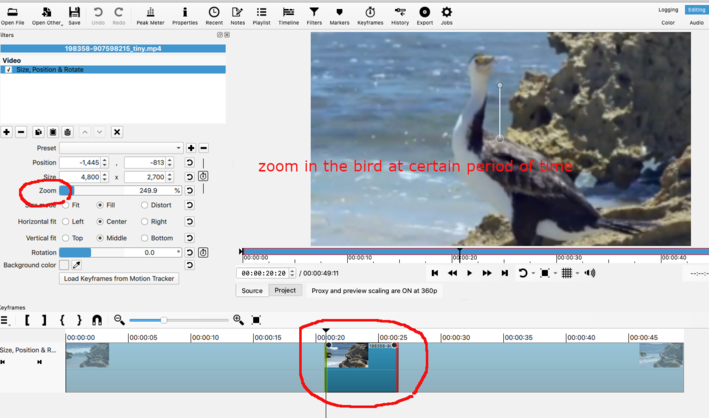 Open File Open Other... Save Undo Redo Peak Meter Properties Recent Notes Playlist Timeline Filters Markers Keyframes History Export Jobs
Logging Editing
Color Audio
Filters
198358-907598215_tiny.mp4
Video
Size, Position & Rotate
Preset
Position -1,445 , -813
Size 4,800 x 2,700
Zoom 249.9 %
Size mode Fit Fill Distort
Horizontal fit Left Center Right
Vertical fit Top Middle Bottom
Rotation 0.0 °
Background color
Load Keyframes from Motion Tracker
zoom in the bird at certain period of time
00:00:00 00:00:10 00:00:20 00:00:30 00:00:40
00:00:20:20 / 00:00:49:11
--:--:--
Source Project Proxy and preview scaling are ON at 360p
Keyframes
00:00:00 00:00:05 00:00:10 00:00:15 00:00:20 00:00:25 00:00:30 00:00:35 00:00:40 00:00:45
Size, Position & R...